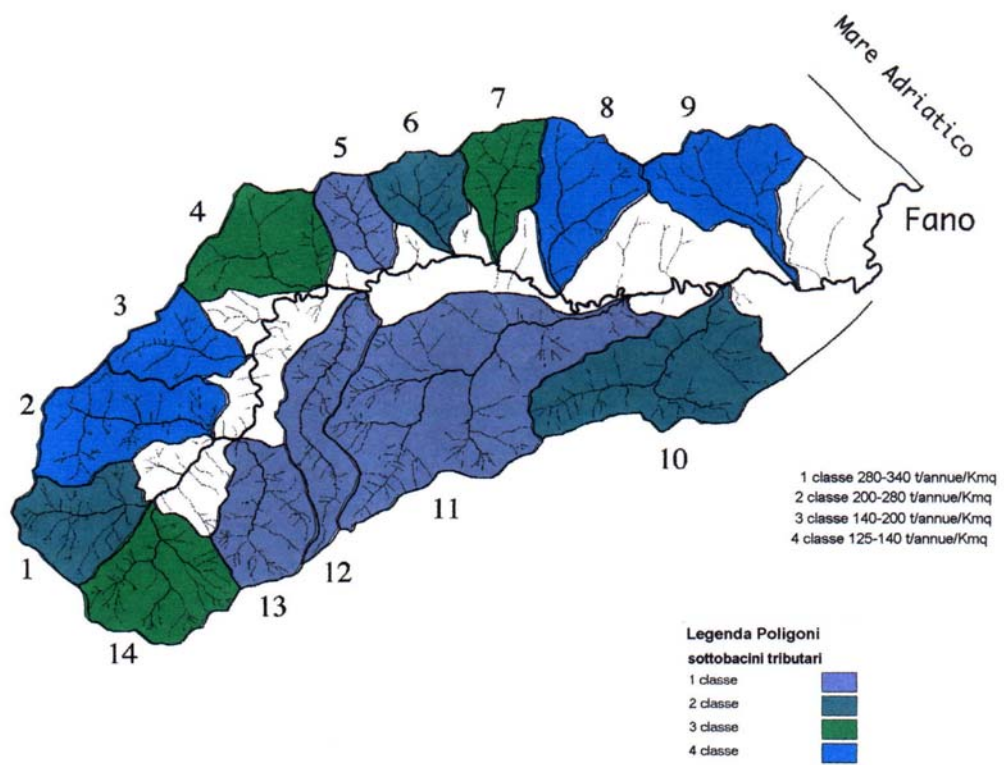 Mare Adriatico
Fano
1
2
3
4
5
6
7
8
9
10
11
12
13
14
1 classe 280-340 t/annue/Kmq
2 classe 200-280 t/annue/Kmq
3 classe 140-200 t/annue/Kmq
4 classe 125-140 t/annue/Kmq
Legenda Poligoni
sottobacini tributari
1 classe
2 classe
3 classe
4 classe